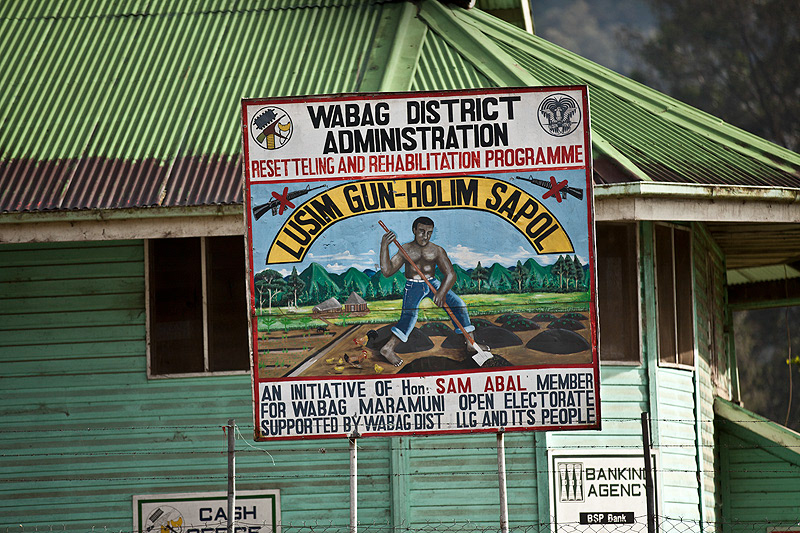 WABAG DISTRICT
ADMINISTRATION
RESETTELING AND REHABILITATION PROGRAMME
LUSIM GUN-HOLIM SAPOL
AN INITIATIVE OF Hon: SAM ABAL MEMBER
FOR WABAG MARAMUNI OPEN ELECTORATE
SUPPORTED BY WABAG DIST. LLG AND ITS PEOPLE
CASH
OFFICE
BANKING
AGENCY
BSP Bank